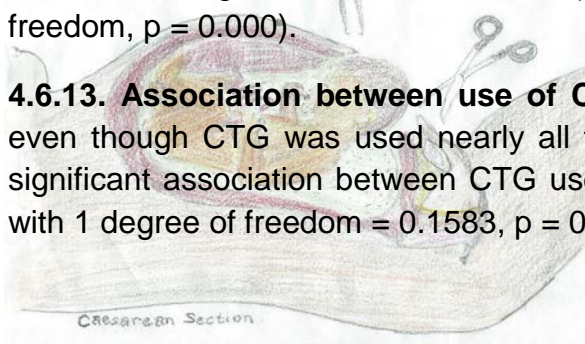 freedom, p = 0.000).
4.6.13. Association between use of C
even though CTG was used nearly all
significant association between CTG us
with 1 degree of freedom = 0.1583, p = 0
Caesarean Section